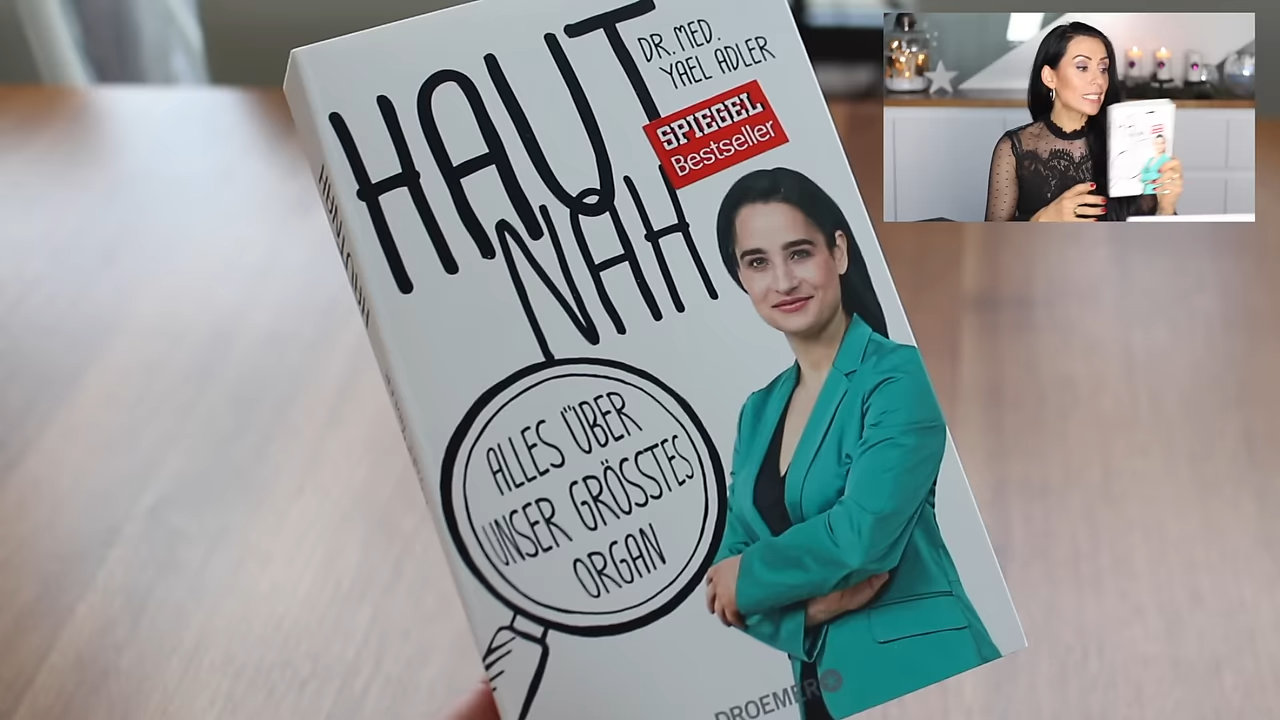 HAUT
NAH
DR. MED.
YAEL ADLER
SPIEGEL
Bestseller
ALLES ÜBER
UNSER GRÖSSTES
ORGAN
DROEMER